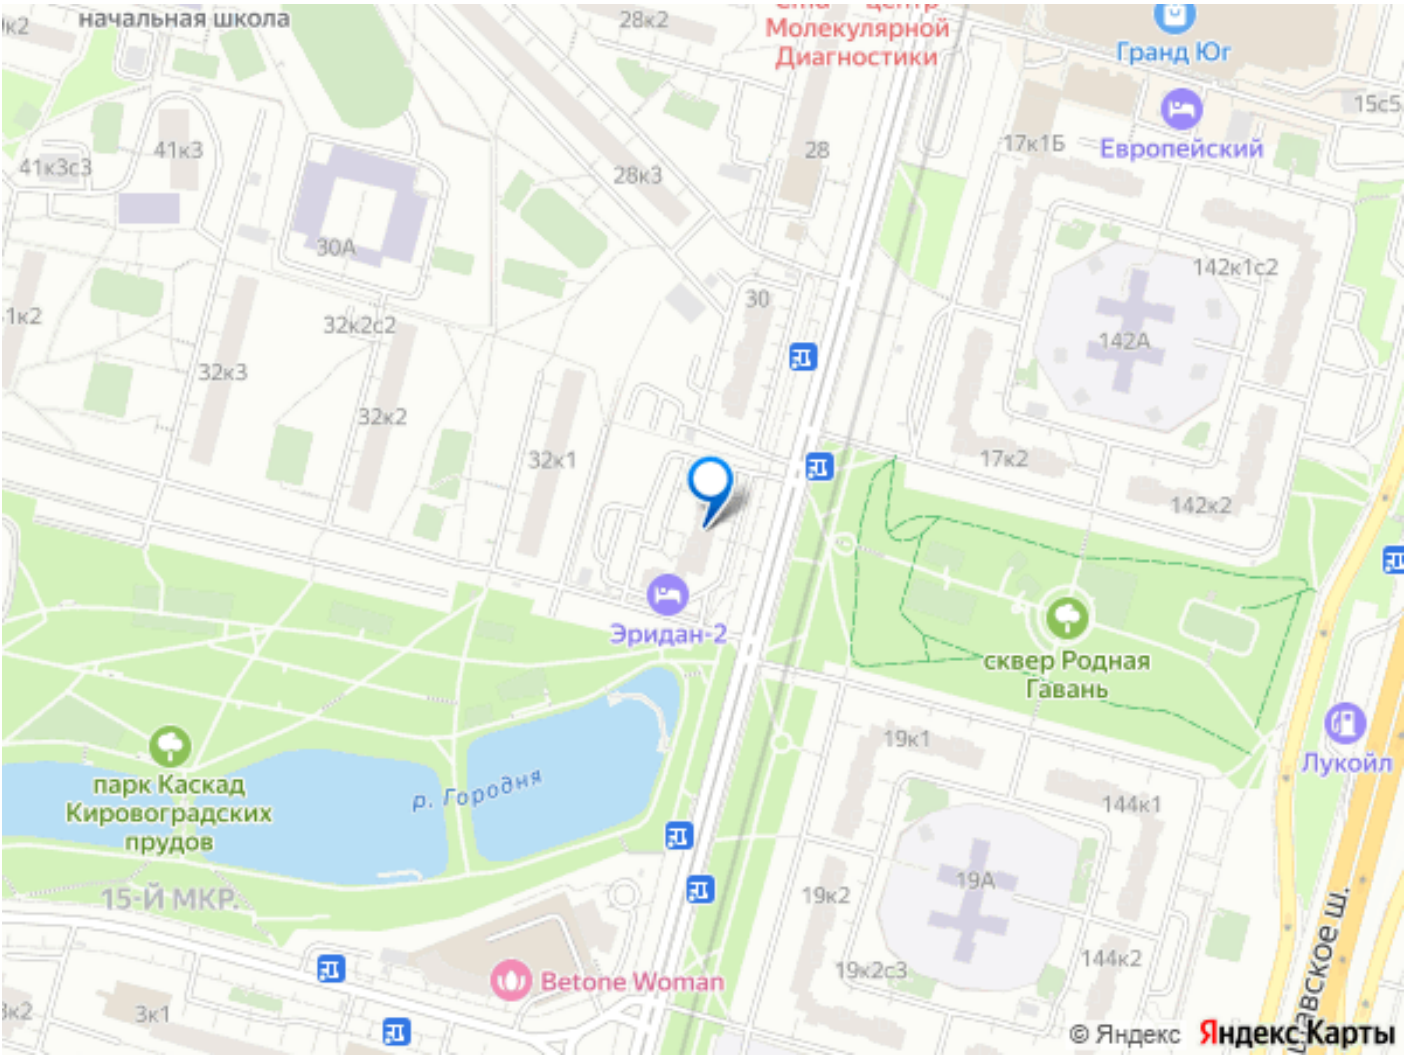 начальная школа
28к2
центр
Молекулярной
Диагностики
Гранд Юг
15с5
Европейский
17к1Б
41к3
41к3с3
28
28к3
30А
142к1с2
30
32к2с2
142А
32к3
32к2
32к1
17к2
142к2
Эридан-2
сквер Родная
Гавань
19к1
Лукойл
парк Каскад
Кировоградских
прудов
р. Городня
144к1
15-Й МКР.
19А
19к2
19к2с3
144к2
Betone Woman
3к1
авское ш.
© Яндекс Яндекс Карты